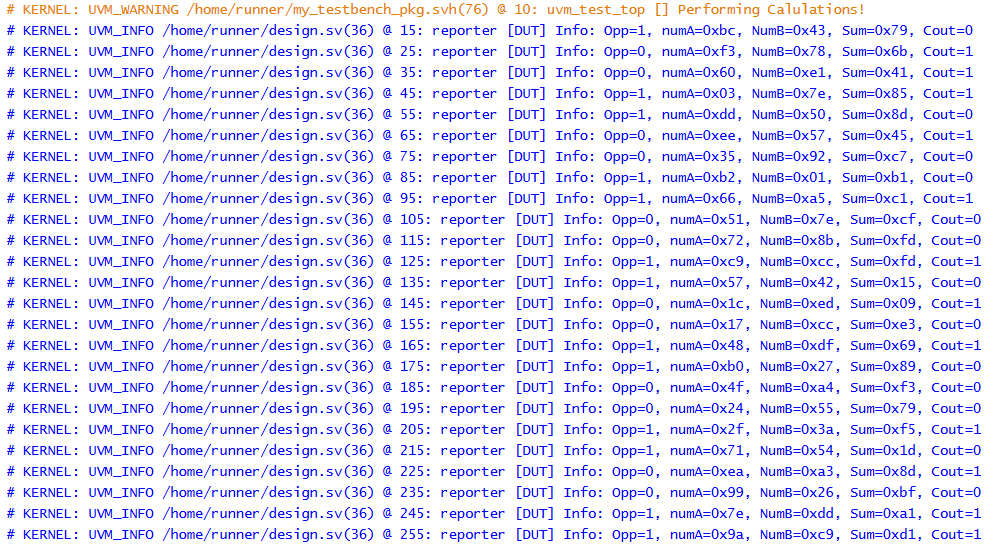 # KERNEL: UVM_WARNING /home/runner/my_testbench_pkg.svh(76) @ 10: uvm_test_top [] Performing Calulations!
# KERNEL: UVM_INFO /home/runner/design.sv(36) @ 15: reporter [DUT] Info: Opp=1, numA=0xbc, NumB=0x43, Sum=0x79, Cout=0
# KERNEL: UVM_INFO /home/runner/design.sv(36) @ 25: reporter [DUT] Info: Opp=0, numA=0xf3, NumB=0x78, Sum=0x6b, Cout=1
# KERNEL: UVM_INFO /home/runner/design.sv(36) @ 35: reporter [DUT] Info: Opp=0, numA=0x60, NumB=0xe1, Sum=0x41, Cout=1
# KERNEL: UVM_INFO /home/runner/design.sv(36) @ 45: reporter [DUT] Info: Opp=1, numA=0x03, NumB=0x7e, Sum=0x85, Cout=1
# KERNEL: UVM_INFO /home/runner/design.sv(36) @ 55: reporter [DUT] Info: Opp=1, numA=0xdd, NumB=0x50, Sum=0x8d, Cout=0
# KERNEL: UVM_INFO /home/runner/design.sv(36) @ 65: reporter [DUT] Info: Opp=0, numA=0xee, NumB=0x57, Sum=0x45, Cout=1
# KERNEL: UVM_INFO /home/runner/design.sv(36) @ 75: reporter [DUT] Info: Opp=0, numA=0x35, NumB=0x92, Sum=0xc7, Cout=0
# KERNEL: UVM_INFO /home/runner/design.sv(36) @ 85: reporter [DUT] Info: Opp=1, numA=0xb2, NumB=0x01, Sum=0xb1, Cout=0
# KERNEL: UVM_INFO /home/runner/design.sv(36) @ 95: reporter [DUT] Info: Opp=1, numA=0x66, NumB=0xa5, Sum=0xc1, Cout=1
# KERNEL: UVM_INFO /home/runner/design.sv(36) @ 105: reporter [DUT] Info: Opp=0, numA=0x51, NumB=0x7e, Sum=0xcf, Cout=0
# KERNEL: UVM_INFO /home/runner/design.sv(36) @ 115: reporter [DUT] Info: Opp=0, numA=0x72, NumB=0x8b, Sum=0xfd, Cout=0
# KERNEL: UVM_INFO /home/runner/design.sv(36) @ 125: reporter [DUT] Info: Opp=1, numA=0xc9, NumB=0xcc, Sum=0xfd, Cout=1
# KERNEL: UVM_INFO /home/runner/design.sv(36) @ 135: reporter [DUT] Info: Opp=1, numA=0x57, NumB=0x42, Sum=0x15, Cout=0
# KERNEL: UVM_INFO /home/runner/design.sv(36) @ 145: reporter [DUT] Info: Opp=0, numA=0x1c, NumB=0xed, Sum=0x09, Cout=1
# KERNEL: UVM_INFO /home/runner/design.sv(36) @ 155: reporter [DUT] Info: Opp=0, numA=0x17, NumB=0xcc, Sum=0xe3, Cout=0
# KERNEL: UVM_INFO /home/runner/design.sv(36) @ 165: reporter [DUT] Info: Opp=1, numA=0x48, NumB=0xdf, Sum=0x69, Cout=1
# KERNEL: UVM_INFO /home/runner/design.sv(36) @ 175: reporter [DUT] Info: Opp=1, numA=0xb0, NumB=0x27, Sum=0x89, Cout=0
# KERNEL: UVM_INFO /home/runner/design.sv(36) @ 185: reporter [DUT] Info: Opp=0, numA=0x4f, NumB=0xa4, Sum=0xf3, Cout=0
# KERNEL: UVM_INFO /home/runner/design.sv(36) @ 195: reporter [DUT] Info: Opp=0, numA=0x24, NumB=0x55, Sum=0x79, Cout=0
# KERNEL: UVM_INFO /home/runner/design.sv(36) @ 205: reporter [DUT] Info: Opp=1, numA=0x2f, NumB=0x3a, Sum=0xf5, Cout=1
# KERNEL: UVM_INFO /home/runner/design.sv(36) @ 215: reporter [DUT] Info: Opp=1, numA=0x71, NumB=0x54, Sum=0x1d, Cout=0
# KERNEL: UVM_INFO /home/runner/design.sv(36) @ 225: reporter [DUT] Info: Opp=0, numA=0xea, NumB=0xa3, Sum=0x8d, Cout=1
# KERNEL: UVM_INFO /home/runner/design.sv(36) @ 235: reporter [DUT] Info: Opp=0, numA=0x99, NumB=0x26, Sum=0xbf, Cout=0
# KERNEL: UVM_INFO /home/runner/design.sv(36) @ 245: reporter [DUT] Info: Opp=1, numA=0x7e, NumB=0xdd, Sum=0xa1, Cout=1
# KERNEL: UVM_INFO /home/runner/design.sv(36) @ 255: reporter [DUT] Info: Opp=1, numA=0x9a, NumB=0xc9, Sum=0xd1, Cout=1